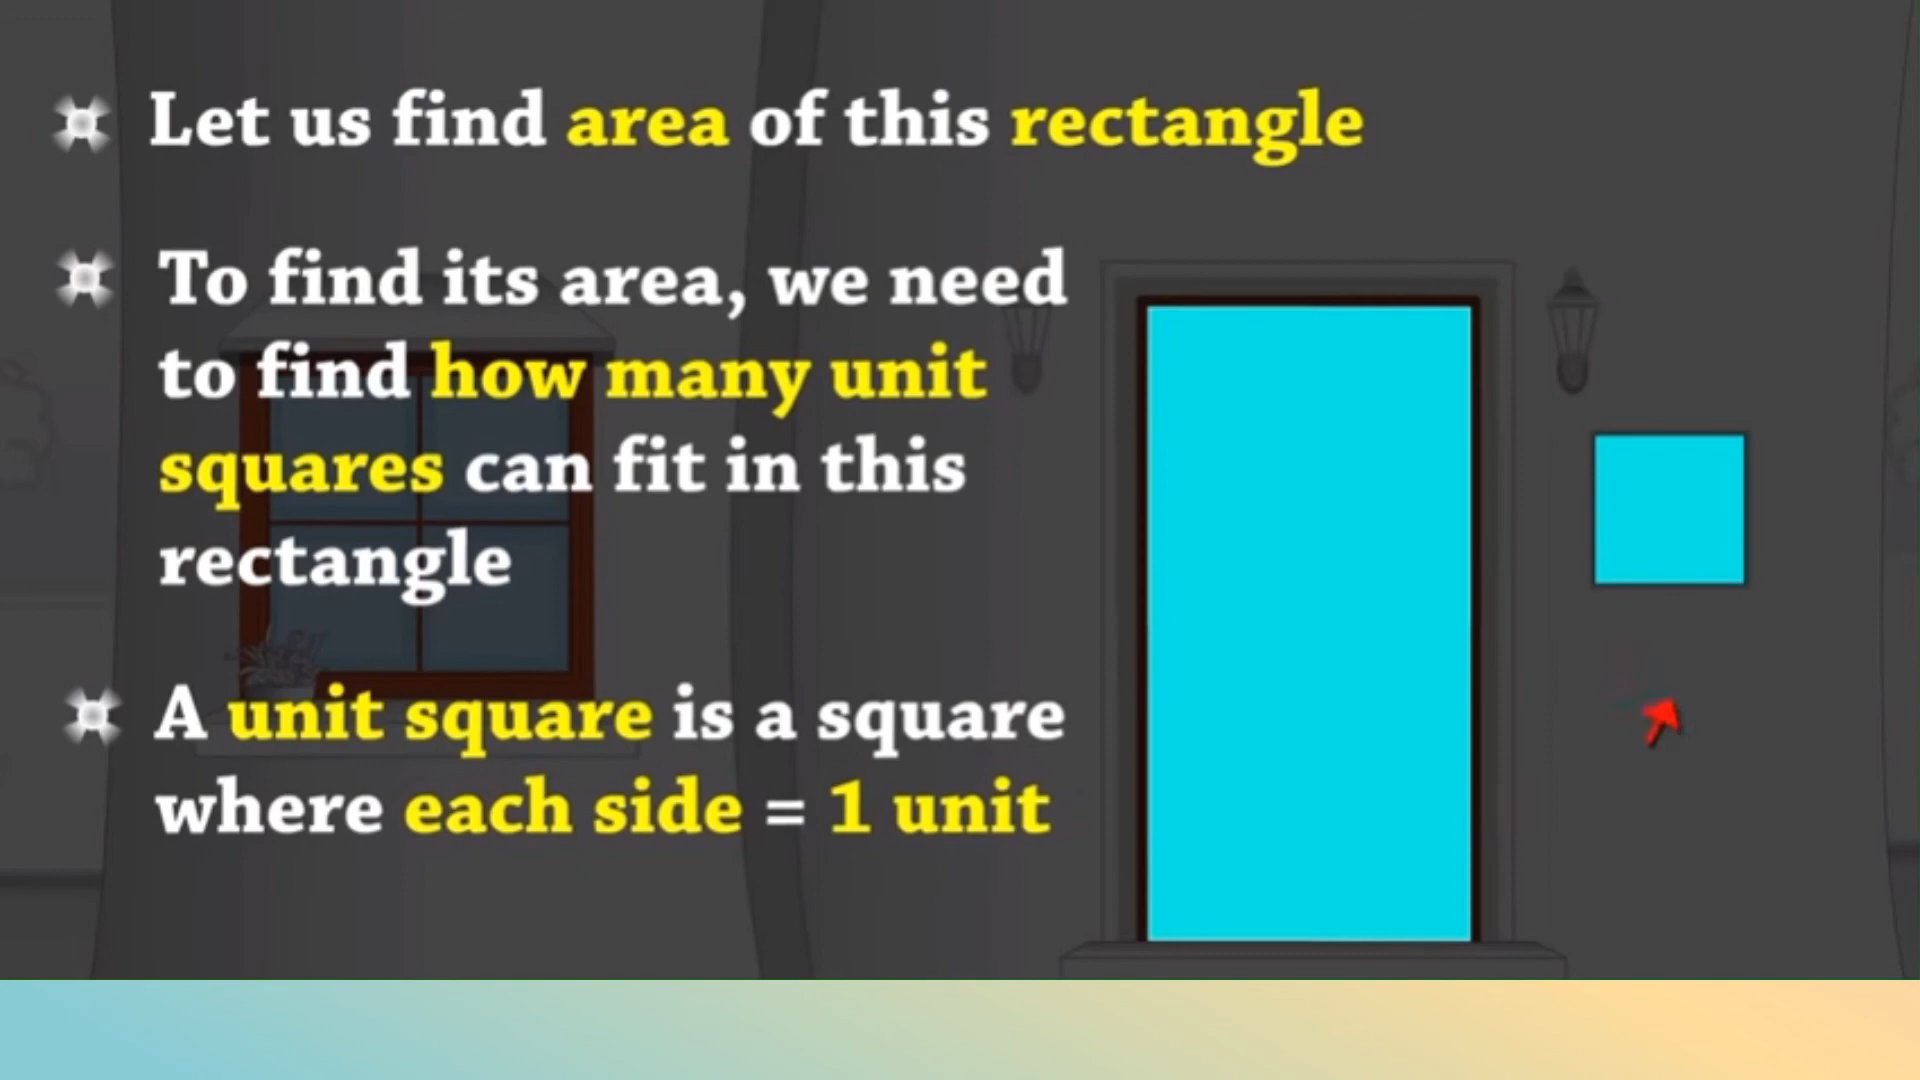 Let us find area of this rectangle
To find its area, we need
to find how many unit
squares can fit in this
rectangle
A unit square is a square
where each side = 1 unit